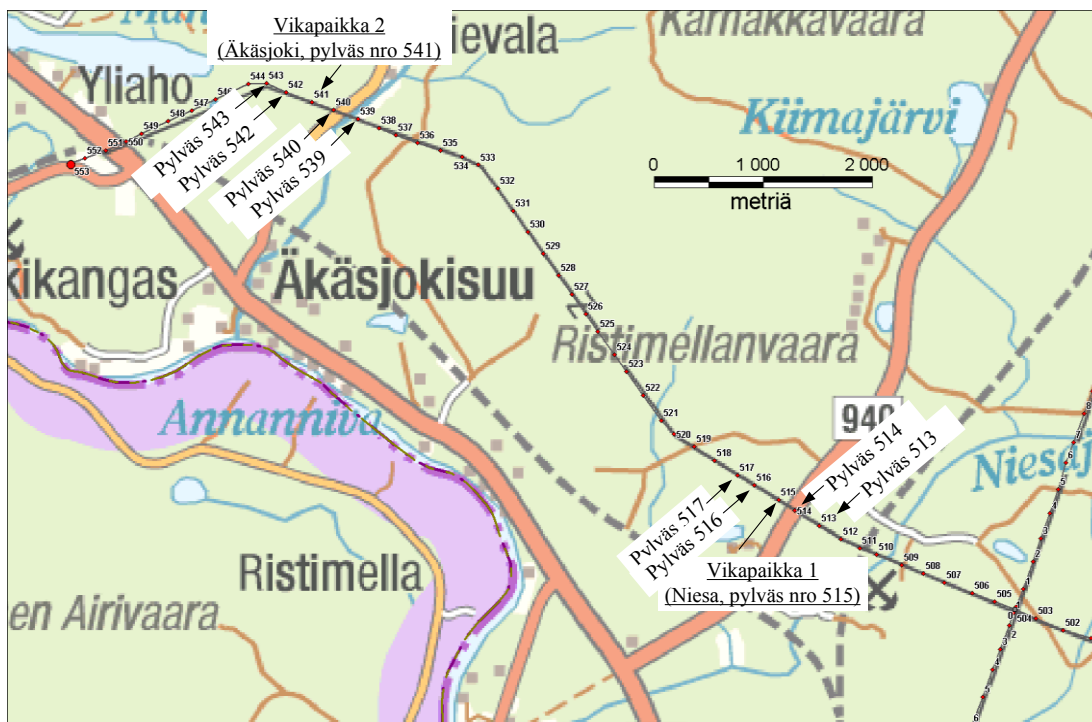 Vikapaikka 2
(Äkäsjoki, pylväs nro 541)
ievala
Karhakkavaara
Yliaho
Kiimajärvi
544 543
542
541
540
539
538
537
536
535
534
533
546
547
548
549
550
551
552
553
Pylväs 543
Pylväs 542
Pylväs 540
Pylväs 539
0 1 000 2 000
metriä
532
531
530
529
528
527
526
525
524
523
522
521
520
519
518
517
516
515
514
513
512
511
510
509
508
507
506
505
504
503
502
kikangas
Äkäsjokisuu
Ristimellanvaara
Annanniva
940
Pylväs 514
Pylväs 513
Niesaj
Pylväs 517
Pylväs 516
Vikapaikka 1
(Niesa, pylväs nro 515)
Ristimella
en Airivaara